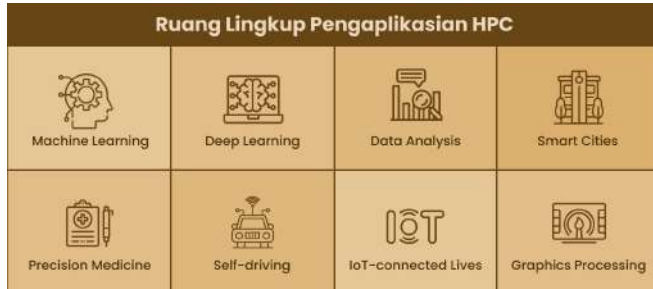 Ruang Lingkup Pengaplikasian HPC
Machine Learning
Deep Learning
Data Analysis
Smart Cities
Precision Medicine
Self-driving
IoT
IoT-connected Lives
Graphics Processing